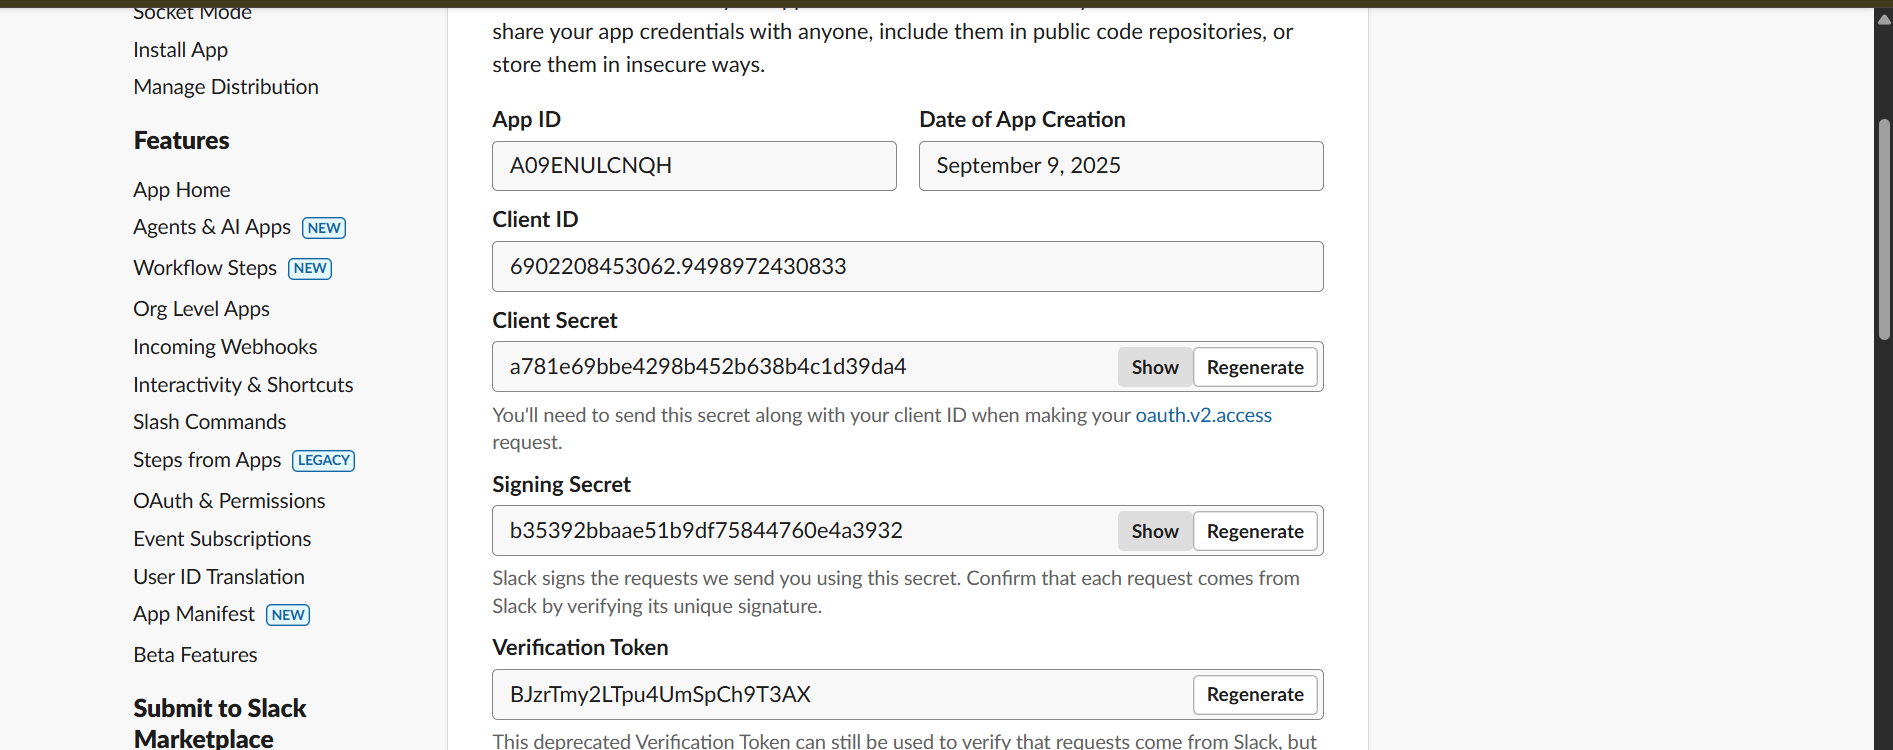 Socket Mode
Install App
Manage Distribution
Features
App Home
Agents & AI Apps NEW
Workflow Steps NEW
Org Level Apps
Incoming Webhooks
Interactivity & Shortcuts
Slash Commands
Steps from Apps LEGACY
OAuth & Permissions
Event Subscriptions
User ID Translation
App Manifest NEW
Beta Features
Submit to Slack
Marketplace
share your app credentials with anyone, include them in public code repositories, or
store them in insecure ways.
App ID
A09ENULCNQH
Date of App Creation
September 9, 2025
Client ID
6902208453062.9498972430833
Client Secret
a781e69bbe4298b452b638b4c1d39da4 Show Regenerate
You'll need to send this secret along with your client ID when making your oauth.v2.access
request.
Signing Secret
b35392bbaae51b9df75844760e4a3932 Show Regenerate
Slack signs the requests we send you using this secret. Confirm that each request comes from
Slack by verifying its unique signature.
Verification Token
BJzrTmy2LTpu4UmSpCh9T3AX Regenerate
This deprecated Verification Token can still be used to verify that requests come from Slack, but